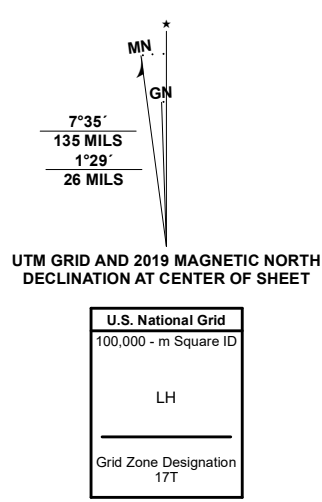 MN
GN
7°35´
135 MILS
1°29´
26 MILS
UTM GRID AND 2019 MAGNETIC NORTH
DECLINATION AT CENTER OF SHEET
U.S. National Grid
100,000 - m Square ID
LH
Grid Zone Designation
17T